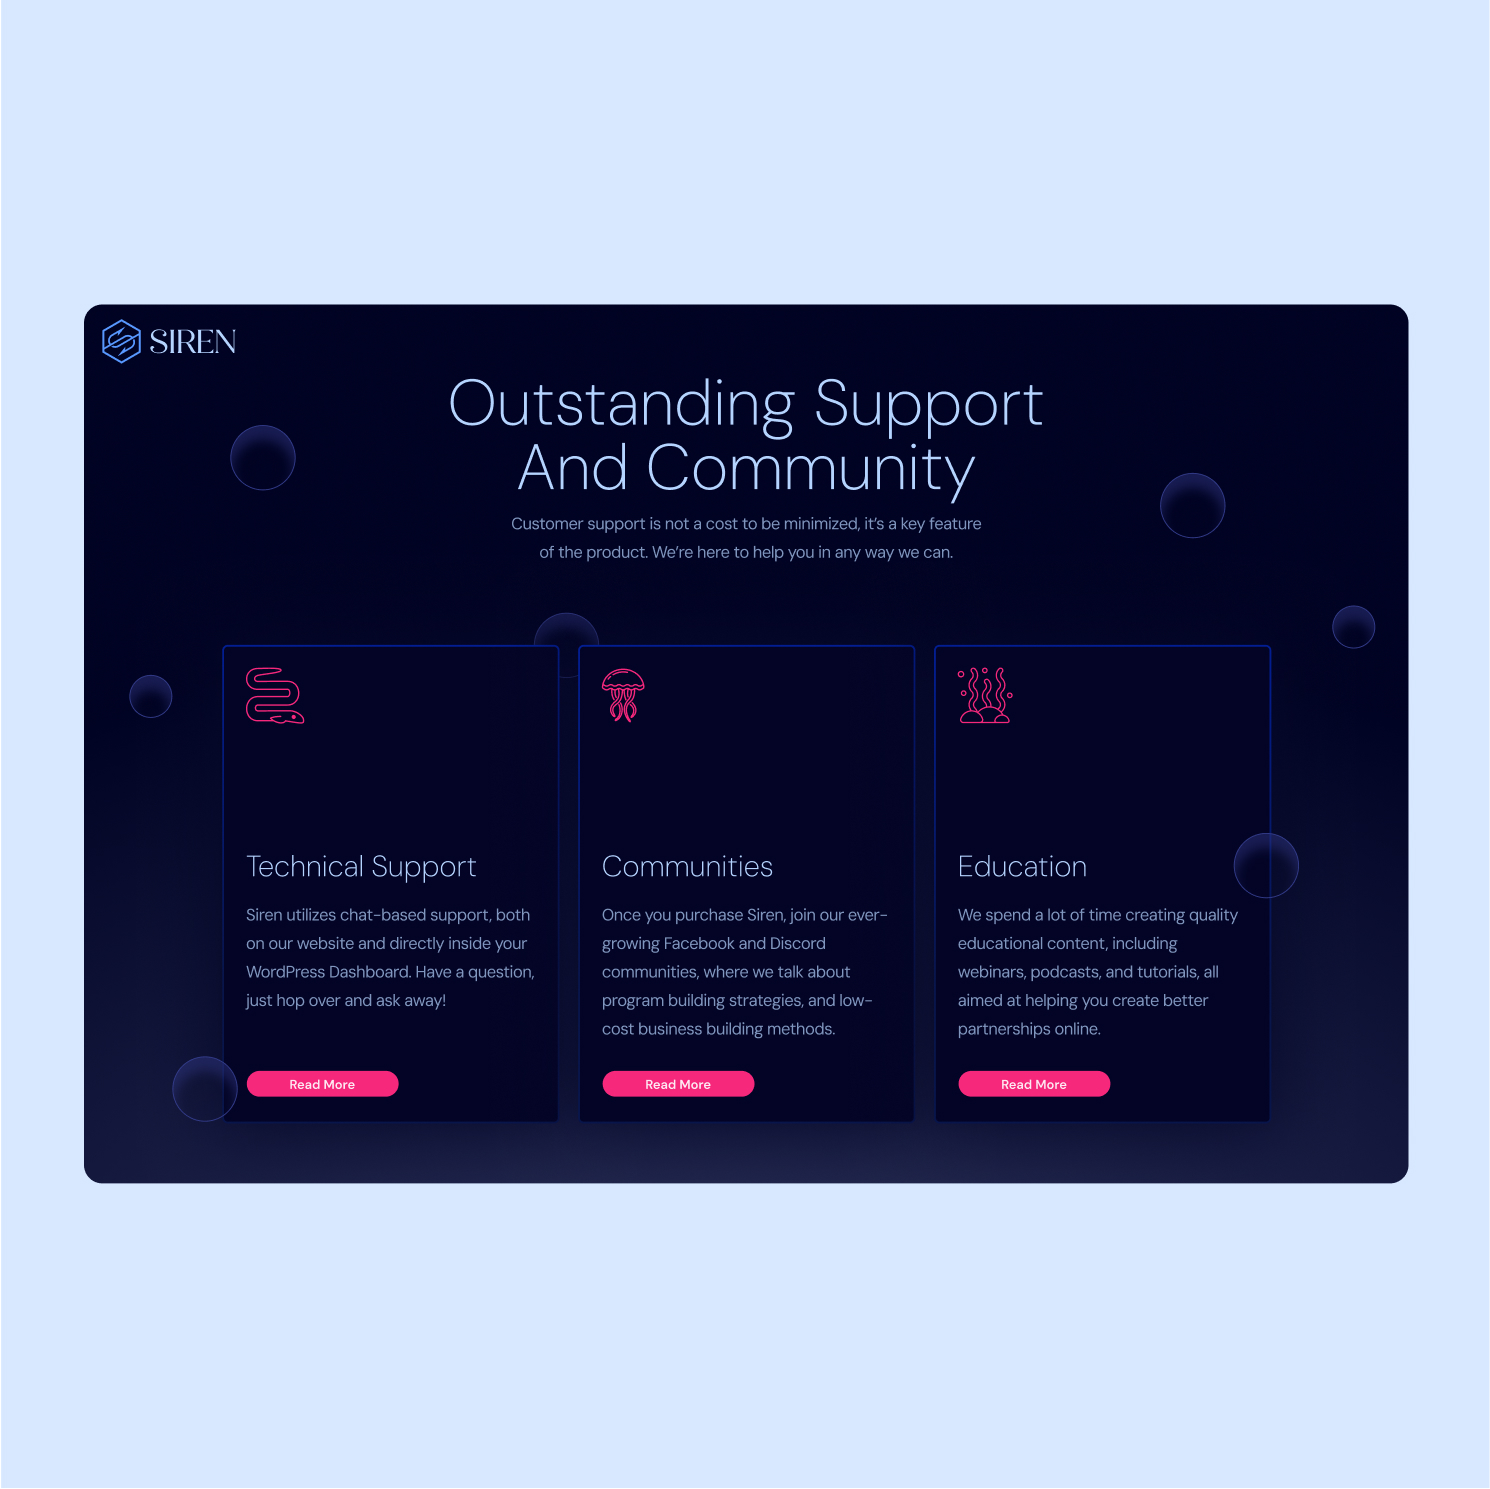 SIREN
Outstanding Support
And Community
Customer support is not a cost to be minimized, it's a key feature
of the product. We're here to help you in any way we can.
Technical Support
Siren utilizes chat-based support, both
on our website and directly inside your
WordPress Dashboard. Have a question,
just hop over and ask away!
Read More
Communities
Once you purchase Siren, join our ever-
growing Facebook and Discord
communities, where we talk about
program building strategies, and low-
cost business building methods.
Read More
Education
We spend a lot of time creating quality
educational content, including
webinars, podcasts, and tutorials, all
aimed at helping you create better
partnerships online.
Read More